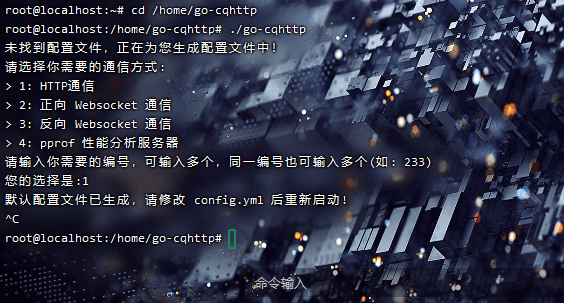 root@localhost:~# cd /home/go-cqhttp
root@localhost:/home/go-cqhttp# ./go-cqhttp
未找到配置文件，正在为您生成配置文件中！
请选择你需要的通信方式：
> 1: HTTP通信
> 2: 正向 Websocket 通信
> 3: 反向 Websocket 通信
> 4: pprof 性能分析服务器
请输入你需要的编号，可输入多个，同一编号也可输入多个(如: 233)
您的选择是:1
默认配置文件已生成，请修改 config.yml 后重新启动！
^C
root@localhost:/home/go-cqhttp#
命令输入